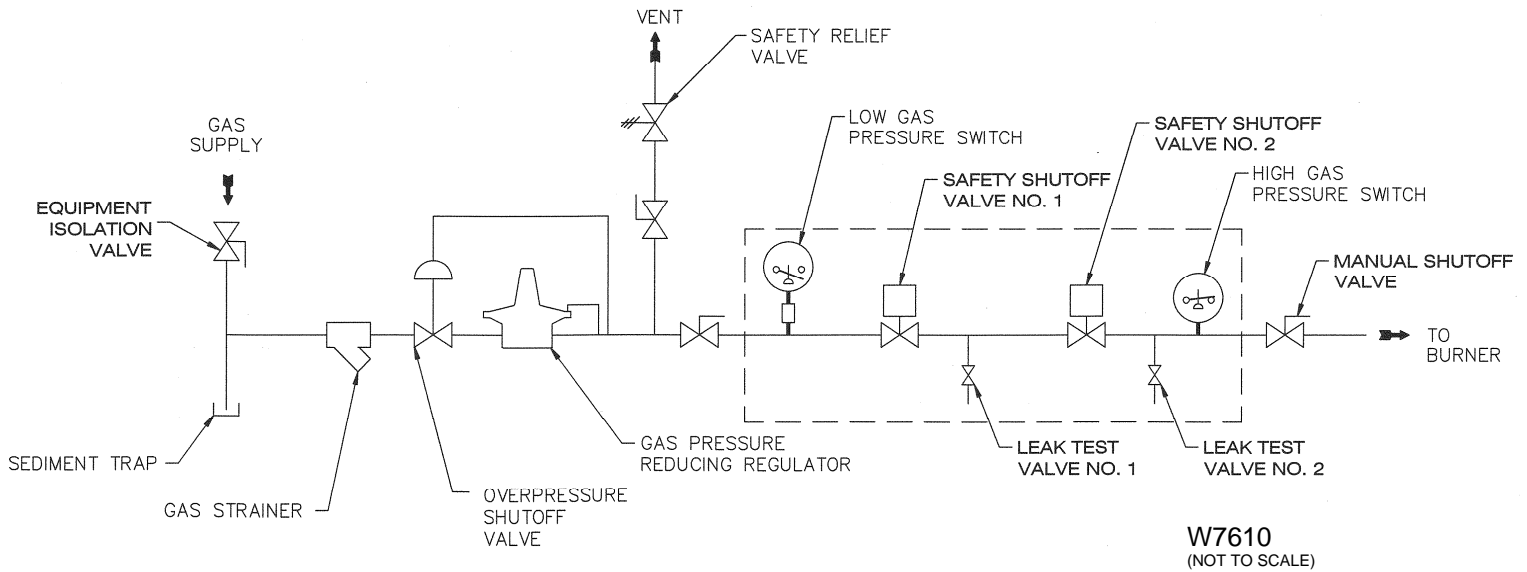 VENT
SAFETY RELIEF
VALVE
GAS
SUPPLY
LOW GAS
PRESSURE SWITCH
SAFETY SHUTOFF
VALVE NO. 2
EQUIPMENT
ISOLATION
VALVE
SAFETY SHUTOFF
VALVE NO. 1
HIGH GAS
PRESSURE SWITCH
MANUAL SHUTOFF
VALVE
TO
BURNER
SEDIMENT TRAP
GAS STRAINER
OVERPRESSURE
SHUTOFF
VALVE
GAS PRESSURE
REDUCING REGULATOR
LEAK TEST
VALVE NO. 1
LEAK TEST
VALVE NO. 2
W7610
(NOT TO SCALE)